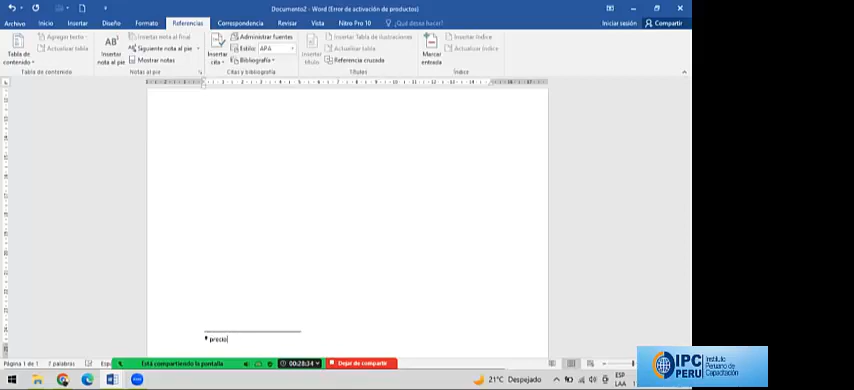 Documento2 - Word (Error de activación de productos)
Archivo Inicio Insertar Diseño Formato Referencias Correspondencia Revisar Vista Nitro Pro 10 ¿Qué desea hacer? Iniciar sesión Compartir
Tabla de contenido
Agregar texto
Actualizar tabla
Tabla de contenido
AB¹
Insertar nota al pie
Insertar nota al final
Siguiente nota al pie
Mostrar notas
Notas al pie
Insertar cita
Administrar fuentes
Estilo: APA
Bibliografía
Citas y bibliografía
Insertar título
Insertar Tabla de ilustraciones
Actualizar tabla
Referencia cruzada
Títulos
Marcar entrada
Insertar índice
Actualizar índice
Índice
precio
Página 1 de 1 7 palabras
Está compartiendo la pantalla 00:28:34 Dejar de compartir
21°C Despejado ESP
LAA
IPC PERU
Instituto
Peruano de
Capacitación